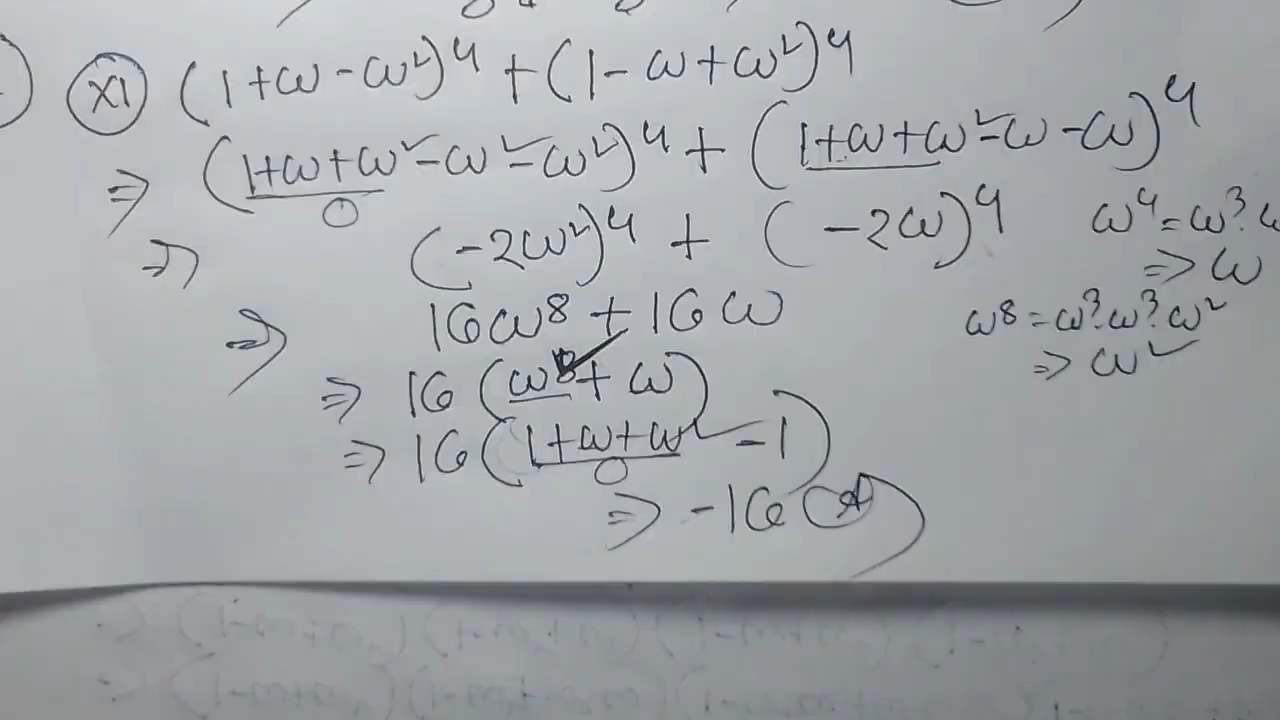 (XI) (1+ω-ω²)⁴ + (1-ω+ω²)⁴
⇒ (1+ω+ω²-ω²-ω²)⁴ + (1+ω+ω²-ω-ω)⁴
0
⇒ (-2ω²)⁴ + (-2ω)⁴
ω⁴=ω³.ω
⇒ ω
⇒ 16ω⁸+16ω
ω⁸=ω³.ω³.ω²
⇒ ω²
⇒ 16(ω²+ω)
⇒ 16(1+ω+ω²-1)
0
⇒ -16